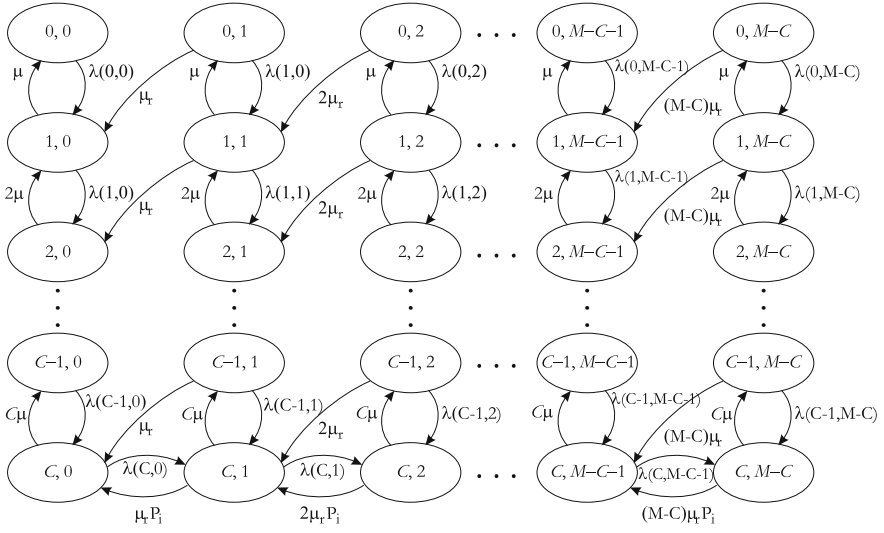 0, 0 0, 1 0, 2 . . . 0, M–C–1 0, M–C
μ λ(0,0) μ λ(1,0) μ λ(0,2) μ λ(0,M-C-1) μ λ(0,M-C)
μr 2μr (M-C)μr
1, 0 1, 1 1, 2 . . . 1, M–C–1 1, M–C
2μ λ(1,0) 2μ λ(1,1) 2μ λ(1,2) 2μ λ(1,M-C-1) 2μ λ(1,M-C)
μr 2μr (M-C)μr
2, 0 2, 1 2, 2 . . . 2, M–C–1 2, M–C
C–1, 0 C–1, 1 C–1, 2 . . . C–1, M–C–1 C–1, M–C
Cμ λ(C-1,0) Cμ λ(C-1,1) Cμ λ(C-1,2) Cμ λ(C-1,M-C-1) Cμ λ(C-1,M-C)
μr 2μr (M-C)μr
C, 0 λ(C,0) C, 1 λ(C,1) C, 2 . . . C, M–C–1 λ(C,M-C-1) C, M–C
μrPi 2μrPi (M-C)μrPi